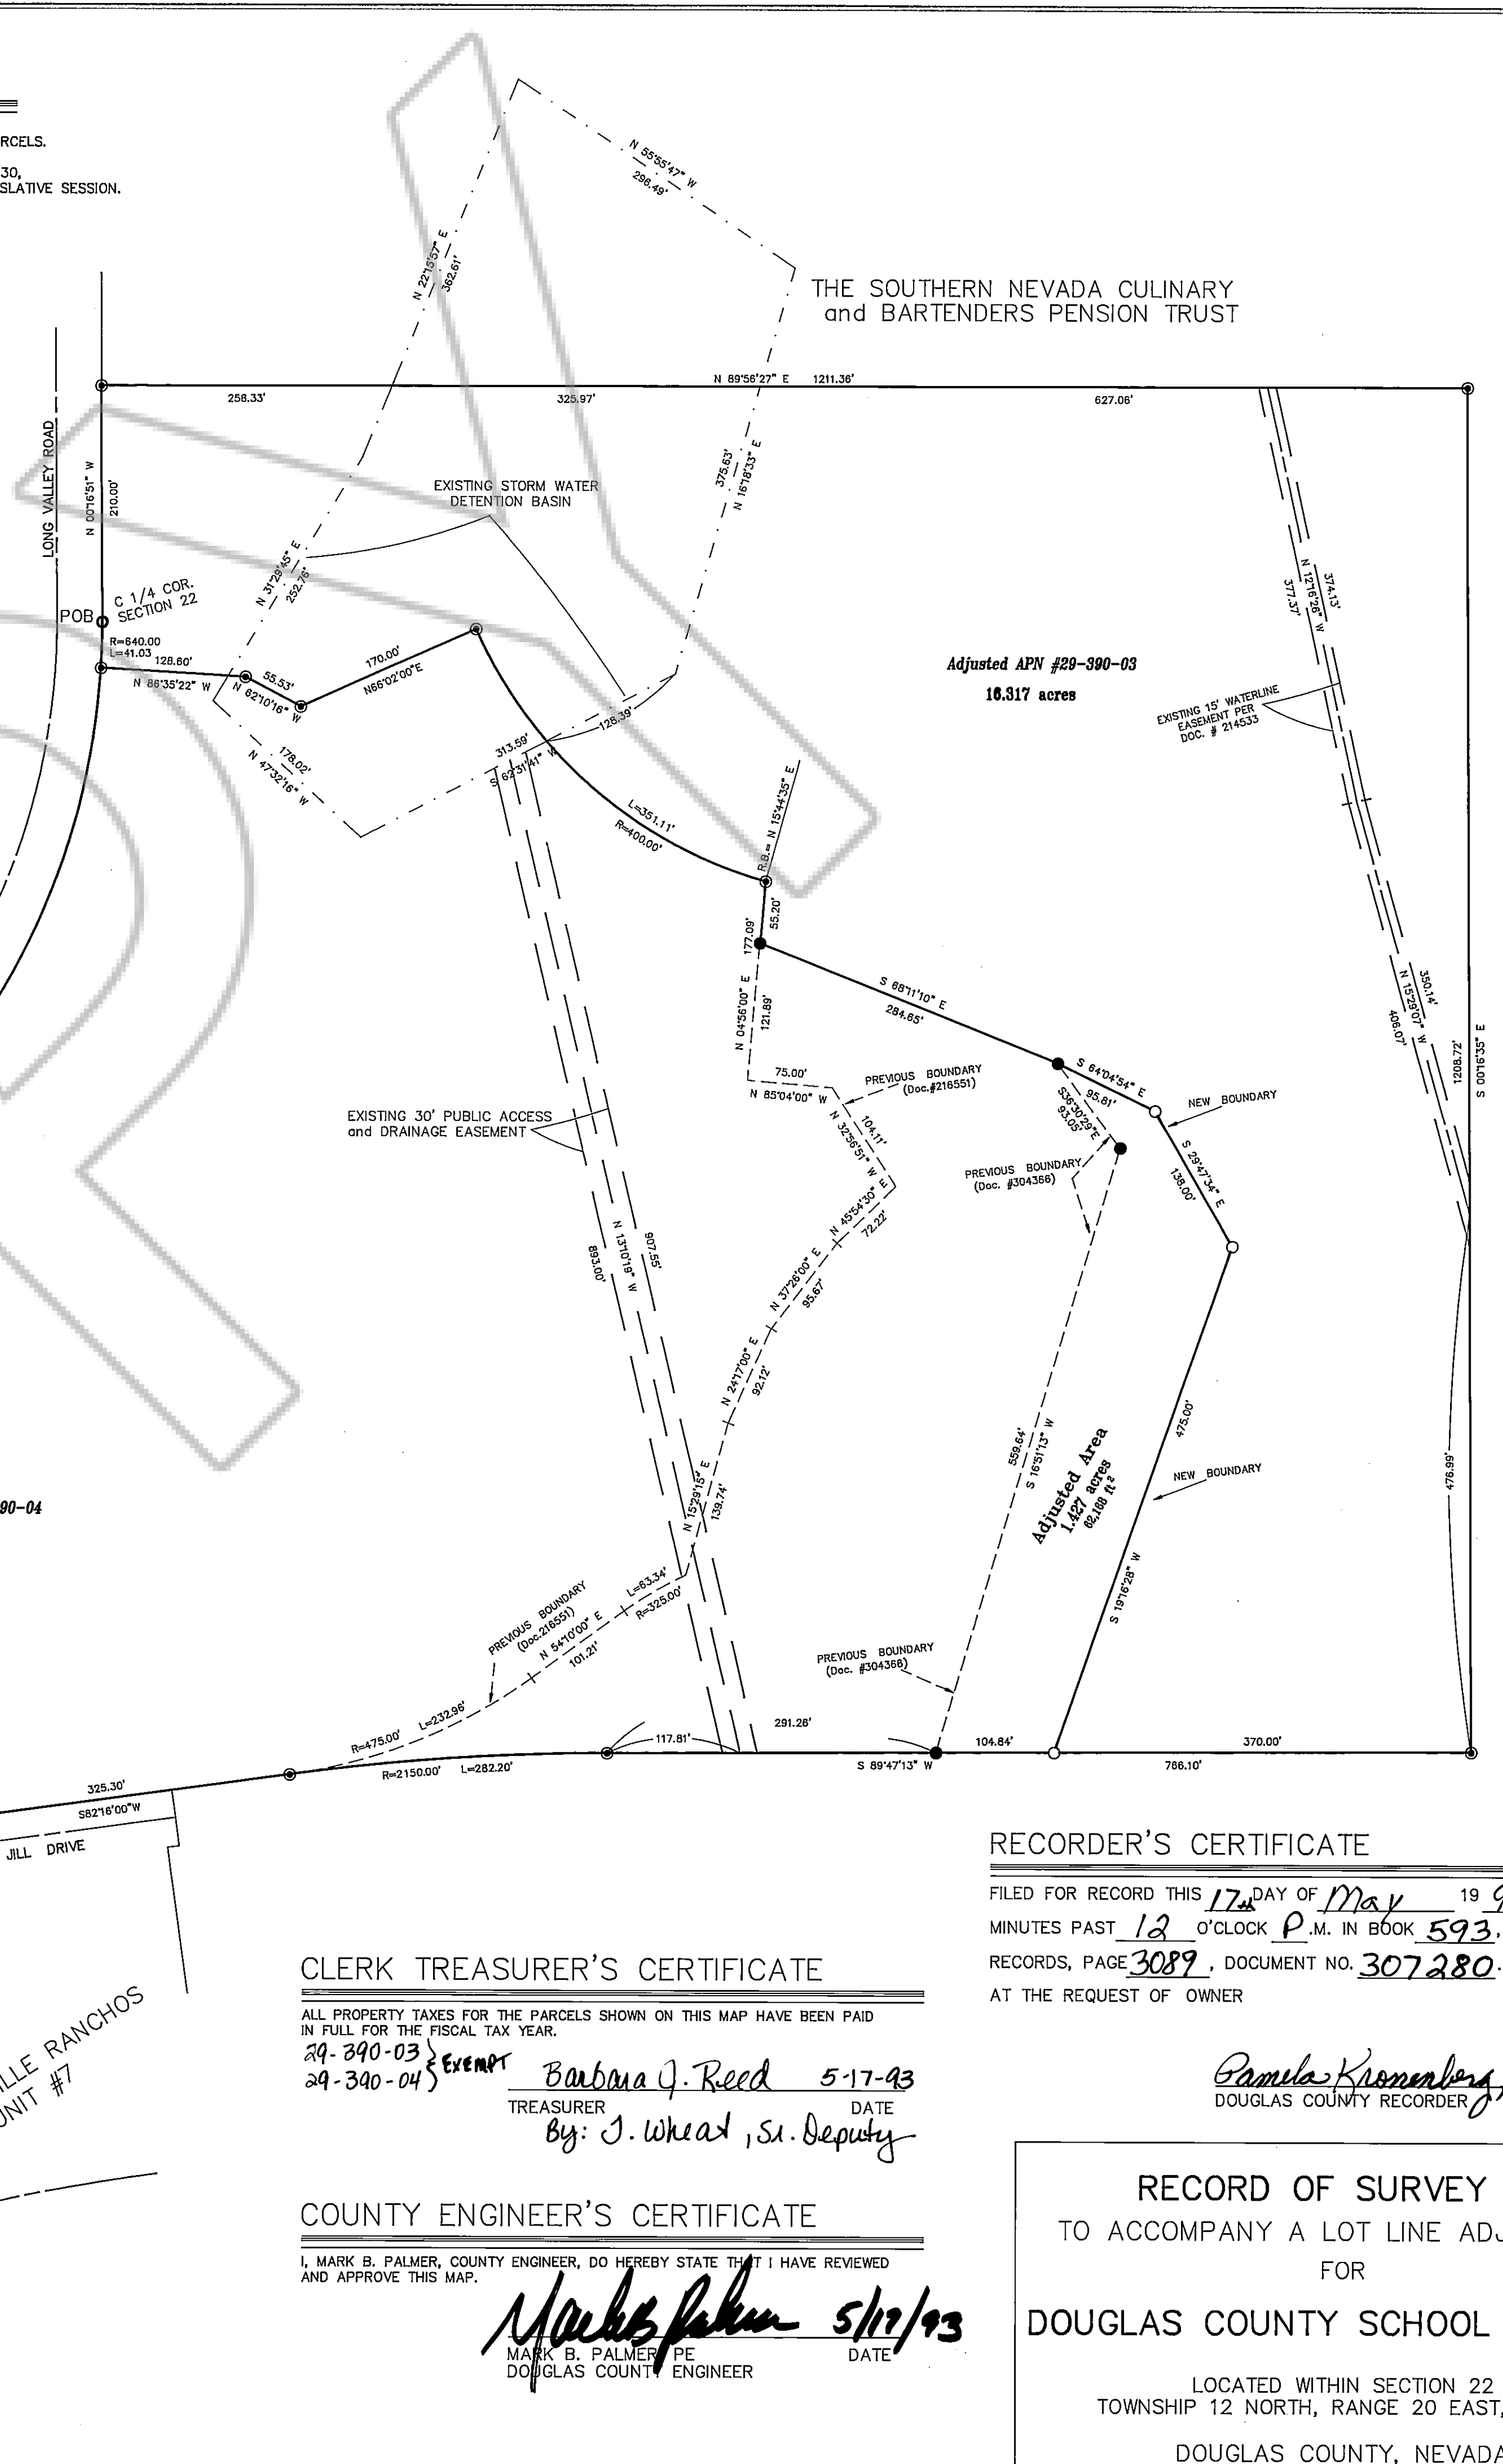 RCELS.
30,
SLATIVE SESSION.
N 55°55'47" W
296.49'
N 22°15'57" E
362.61'
THE SOUTHERN NEVADA CULINARY
and BARTENDERS PENSION TRUST
N 89°56'27" E 1211.36'
258.33'
325.97'
627.06'
LONG VALLEY ROAD
N 00°16'51" W
210.00'
EXISTING STORM WATER
DETENTION BASIN
375.63'
N 16°18'33" E
N 31°29'45" E
252.76'
N 12°16'26" W
374.13'
377.37'
C 1/4 COR.
SECTION 22
POB
R=640.00
L=41.03
128.60'
N 86°35'22" W
55.53'
N 62°10'16" W
170.00'
N66°02'00"E
178.02'
N 47°32'16" W
313.59'
S 62°31'41" W
128.39'
Adjusted APN #29-390-03
16.317 acres
EXISTING 15' WATERLINE
EASEMENT PER
DOC. # 214533
L=351.11'
R=400.00'
R.B.= N 15°44'35" E
55.20'
177.09'
N 04°56'00" E
121.89'
S 68°11'10" E
284.65'
350.14'
N 15°29'07" W
406.07'
1208.72'
S 00°16'35" E
75.00'
N 85°04'00" W
PREVIOUS BOUNDARY
(Doc.#216551)
104.11'
N 32°56'51" W
S 64°04'54" E
95.81'
S36°30'29"E
93.05'
NEW BOUNDARY
EXISTING 30' PUBLIC ACCESS
and DRAINAGE EASEMENT
PREVIOUS BOUNDARY
(Doc. #304366)
S 29°47'34" E
138.00'
N 45°54'30" E
72.22'
893.00'
N 13°10'19" W
907.55'
N 37°26'00" E
95.67'
N 24°17'00" E
92.12'
559.64'
S 16°51'13" W
475.00'
Adjusted Area
1.427 acres
62,168 ft²
NEW BOUNDARY
476.99'
N 15°29'15" E
139.74'
90-04
S 19°16'28" W
L=63.34'
R=325.00'
PREVIOUS BOUNDARY
(Doc.216551)
N 54°10'00" E
101.21'
PREVIOUS BOUNDARY
(Doc. #304366)
R=475.00' L=232.96'
117.81'
291.26'
104.84'
370.00'
S 89°47'13" W
766.10'
R=2150.00' L=282.20'
325.30'
S82°16'00"W
JILL DRIVE
LLE RANCHOS
UNIT #7
RECORDER'S CERTIFICATE
FILED FOR RECORD THIS 17th DAY OF May 19 9
MINUTES PAST 12 O'CLOCK P.M. IN BOOK 593,
RECORDS, PAGE 3089, DOCUMENT NO. 307280.
AT THE REQUEST OF OWNER
Pamela Kronenberg
DOUGLAS COUNTY RECORDER
CLERK TREASURER'S CERTIFICATE
ALL PROPERTY TAXES FOR THE PARCELS SHOWN ON THIS MAP HAVE BEEN PAID
IN FULL FOR THE FISCAL TAX YEAR.
29-390-03
29-390-04 } EXEMPT
Barbara J. Reed 5-17-93
TREASURER DATE
By: J. Wheat, Sr. Deputy
COUNTY ENGINEER'S CERTIFICATE
I, MARK B. PALMER, COUNTY ENGINEER, DO HEREBY STATE THAT I HAVE REVIEWED
AND APPROVE THIS MAP.
Mark B Palmer 5/17/93
MARK B. PALMER, PE DATE
DOUGLAS COUNTY ENGINEER
RECORD OF SURVEY
TO ACCOMPANY A LOT LINE ADJ
FOR
DOUGLAS COUNTY SCHOOL
LOCATED WITHIN SECTION 22
TOWNSHIP 12 NORTH, RANGE 20 EAST,
DOUGLAS COUNTY, NEVADA